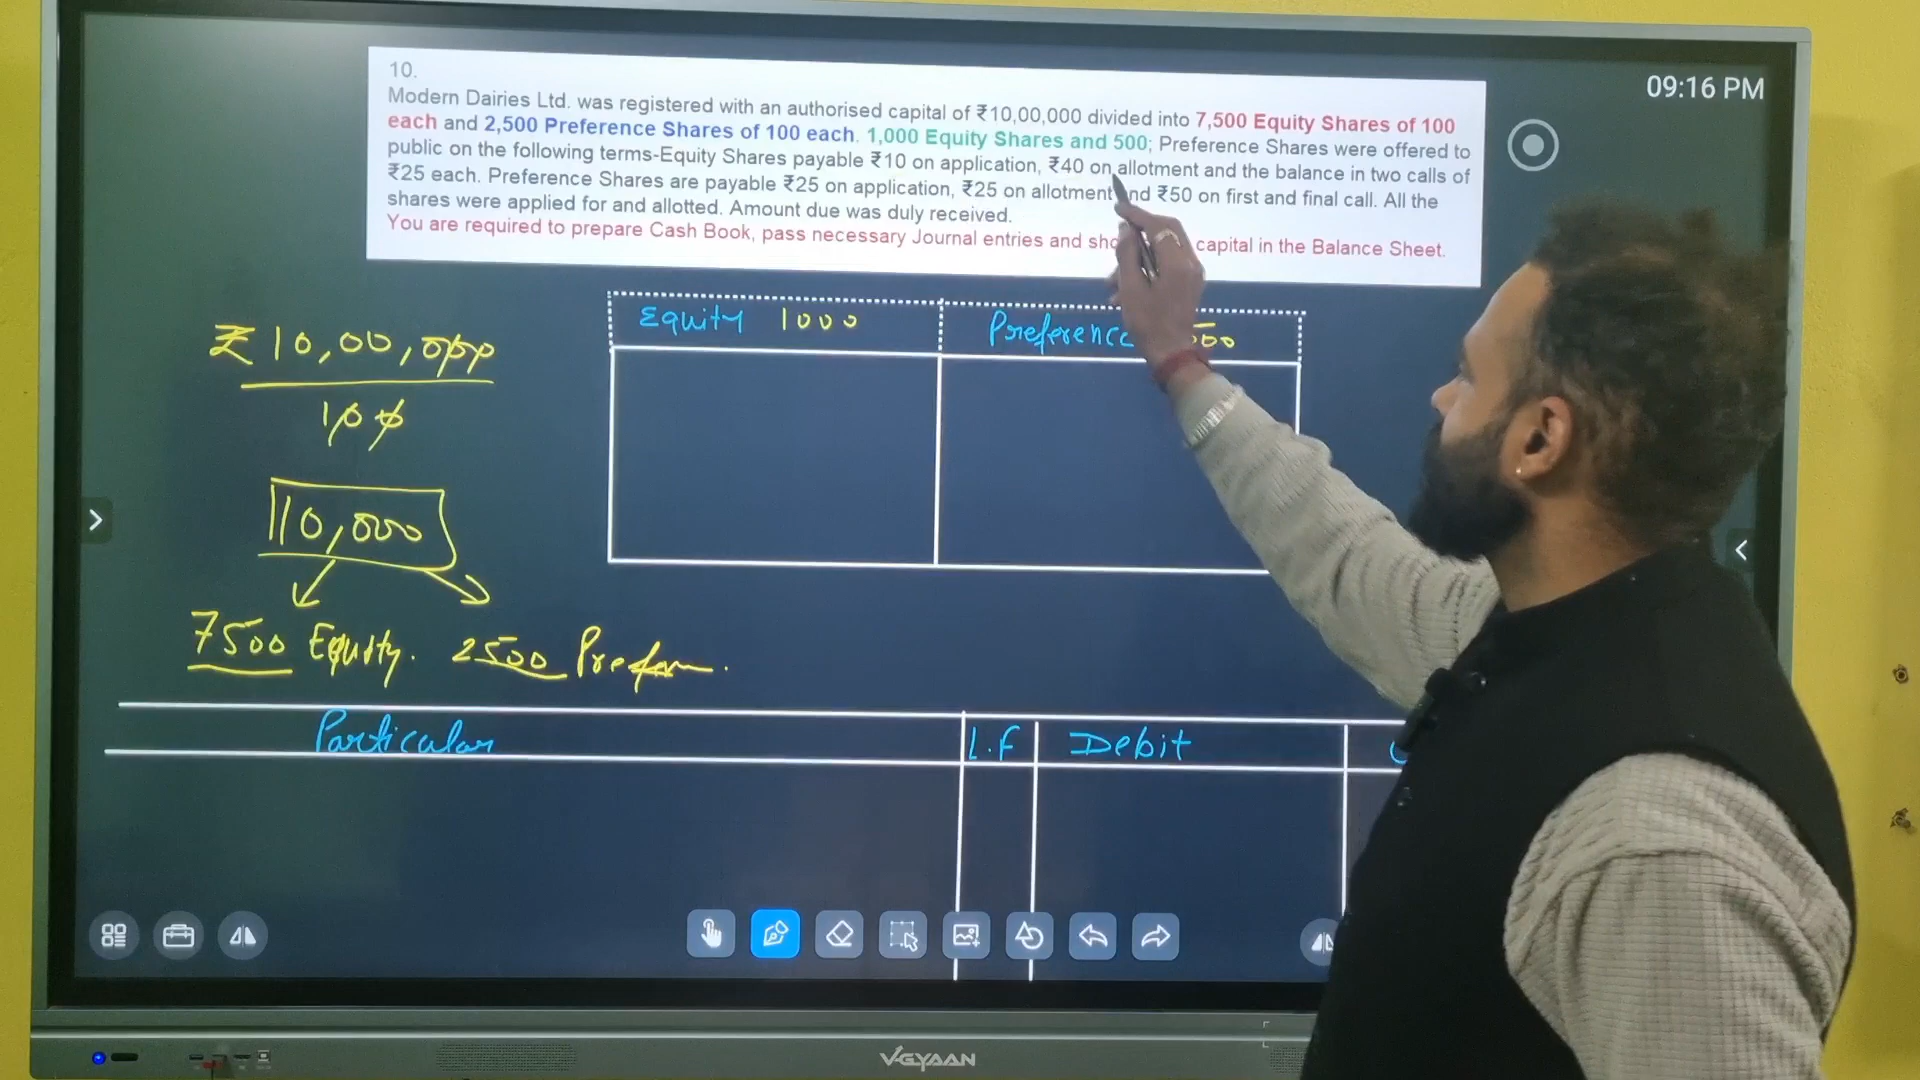 09:16 PM
10.
Modern Dairies Ltd. was registered with an authorised capital of ₹10,00,000 divided into 7,500 Equity Shares of 100
each and 2,500 Preference Shares of 100 each. 1,000 Equity Shares and 500; Preference Shares were offered to
public on the following terms-Equity Shares payable ₹10 on application, ₹40 on allotment and the balance in two calls of
₹25 each. Preference Shares are payable ₹25 on application, ₹25 on allotment and ₹50 on first and final call. All the
shares were applied for and allotted. Amount due was duly received.
You are required to prepare Cash Book, pass necessary Journal entries and capital in the Balance Sheet.
Equity 1000
Preference 500
₹10,00,000
100
10,000
7500 Equity. 2500 Prefer.
Particular L.F Debit
V-GYAAN